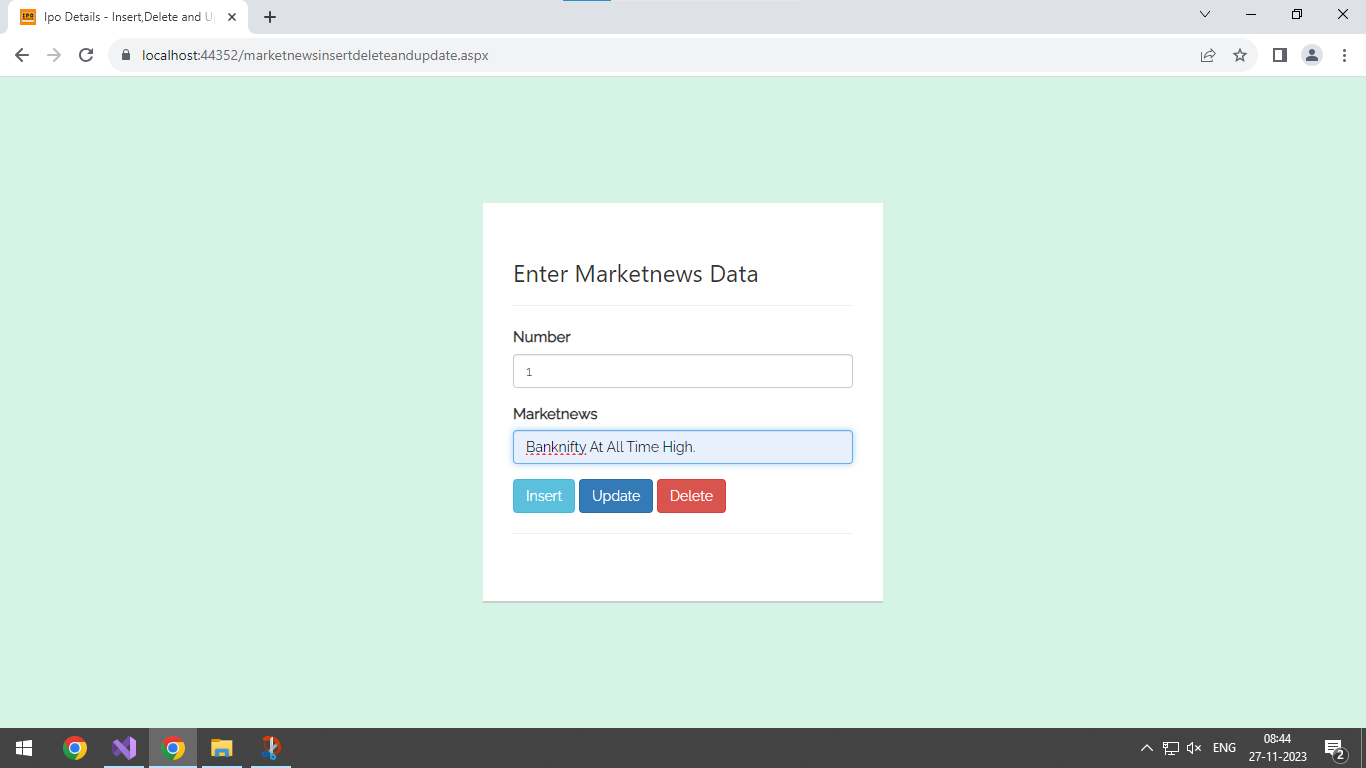 IPO
Ipo Details - Insert,Delete and
localhost:44352/marketnewsinsertdeleteandupdate.aspx
Enter Marketnews Data
Number
1
Marketnews
Banknifty At All Time High.
Insert Update Delete
ENG
08:44
27-11-2023
2